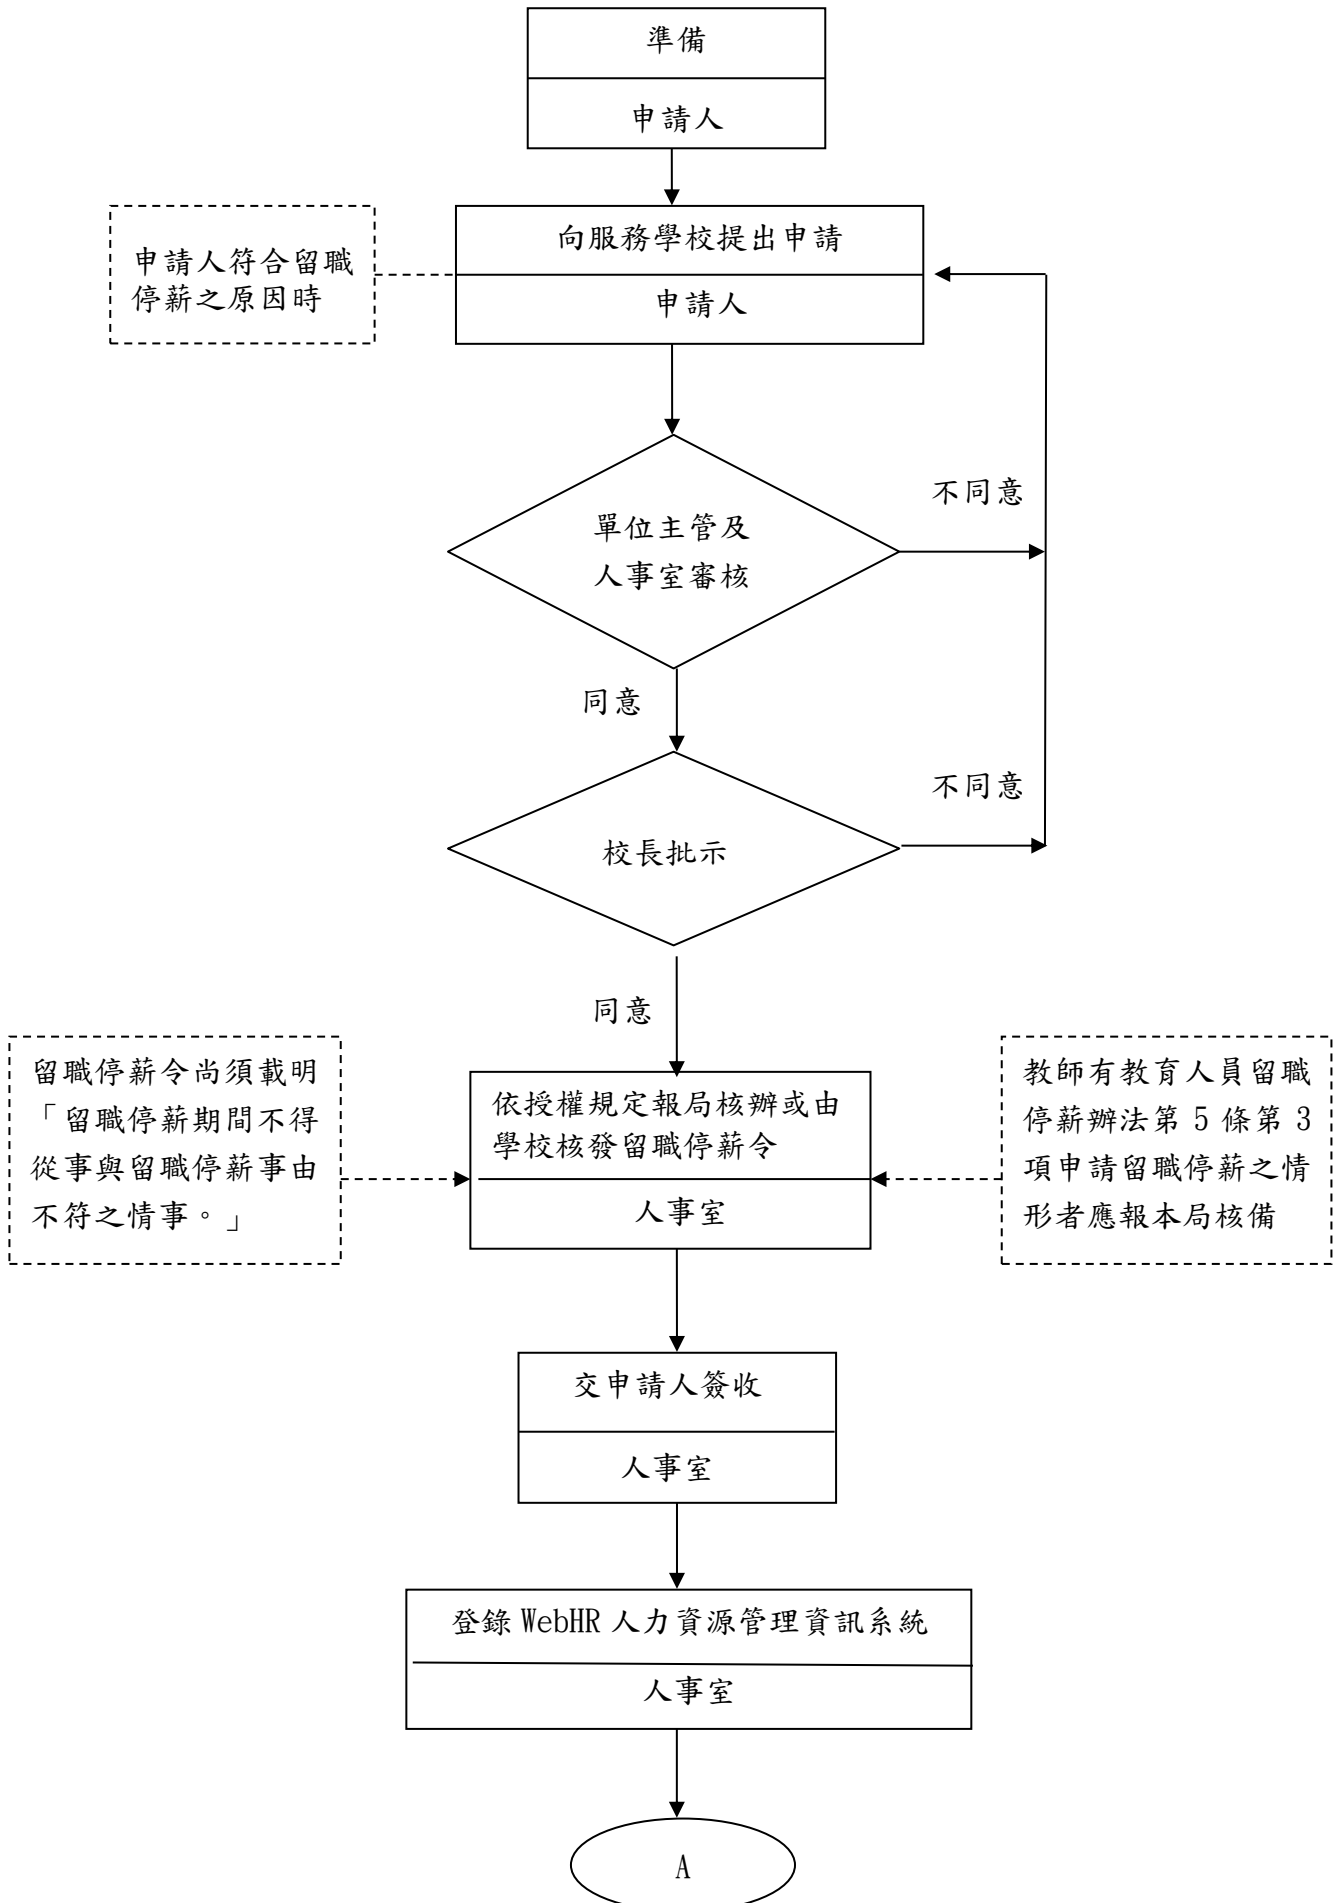 準備
申請人
向服務學校提出申請
申請人
申請人符合留職
停薪之原因時
不同意
單位主管及
人事室審核
同意
不同意
校長批示
同意
留職停薪令尚須載明
「留職停薪期間不得
從事與留職停薪事由
不符之情事。」
依授權規定報局核辦或由
學校核發留職停薪令
人事室
教師有教育人員留職
停薪辦法第 5 條第 3
項申請留職停薪之情
形者應報本局核備
交申請人簽收
人事室
登錄 WebHR 人力資源管理資訊系統
人事室
A